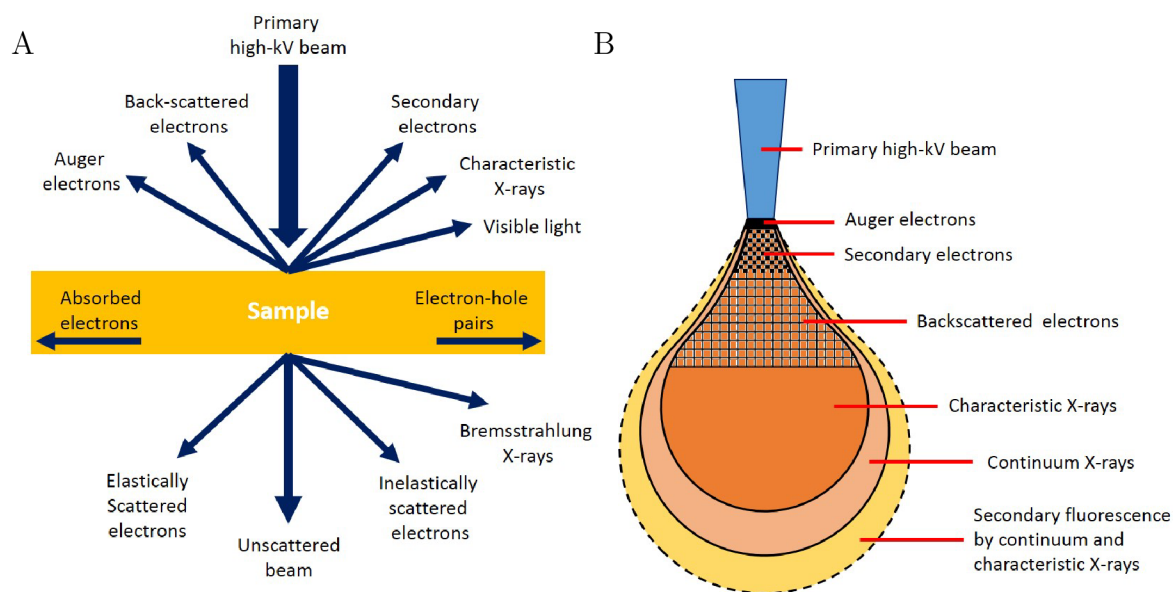 A
Primary
high-kV beam
Back-scattered
electrons
Secondary
electrons
Auger
electrons
Characteristic
X-rays
Visible light
Absorbed
electrons
Sample
Electron-hole
pairs
Bremsstrahlung
X-rays
Elastically
Scattered
electrons
Inelastically
scattered
electrons
Unscattered
beam
B
Primary high-kV beam
Auger electrons
Secondary electrons
Backscattered electrons
Characteristic X-rays
Continuum X-rays
Secondary fluorescence
by continuum and
characteristic X-rays